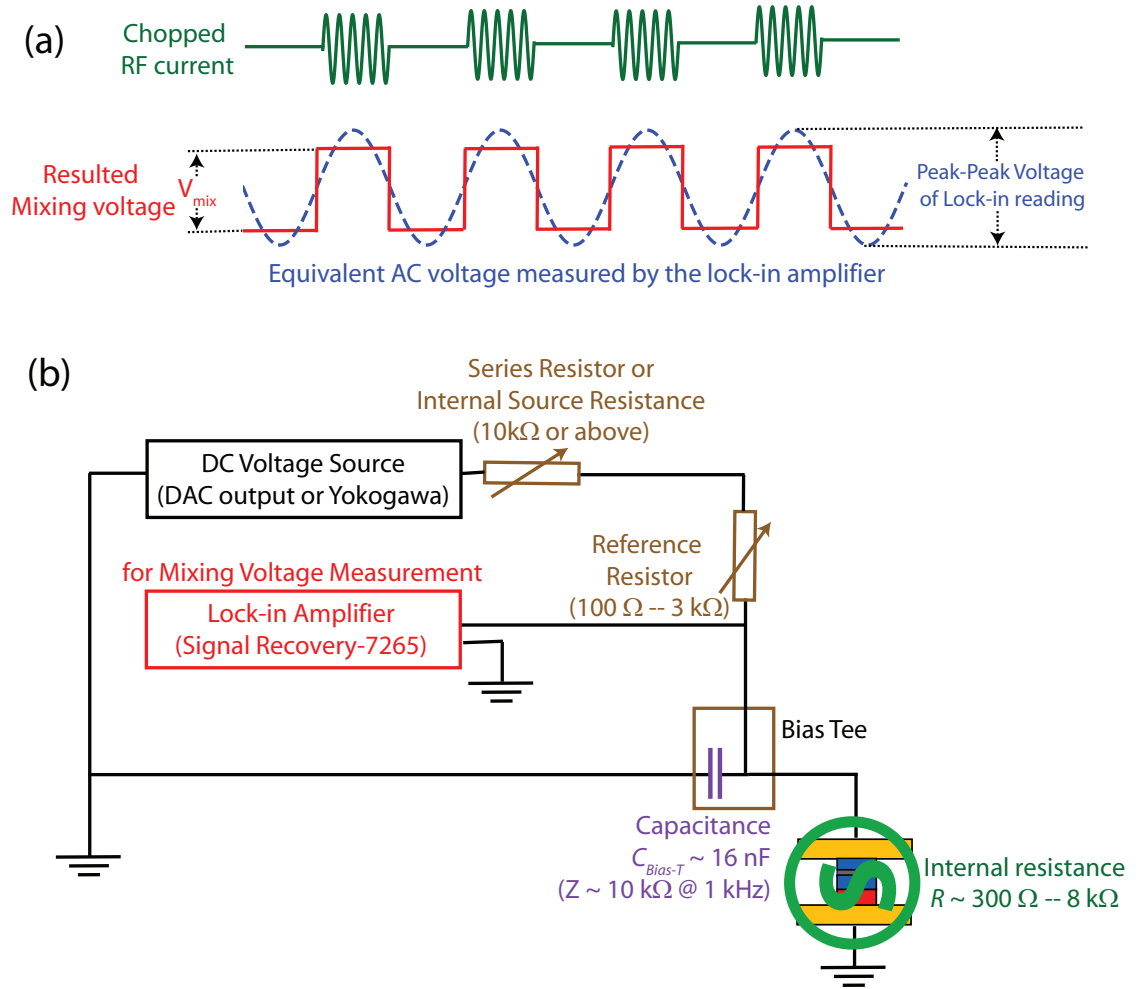 (a)
Chopped
RF current
Resulted
Mixing voltage
V_mix
Peak-Peak Voltage
of Lock-in reading
Equivalent AC voltage measured by the lock-in amplifier
(b)
Series Resistor or
Internal Source Resistance
(10kΩ or above)
DC Voltage Source
(DAC output or Yokogawa)
Reference
Resistor
(100 Ω -- 3 kΩ)
for Mixing Voltage Measurement
Lock-in Amplifier
(Signal Recovery-7265)
Bias Tee
Capacitance
C_Bias-T ~ 16 nF
(Z ~ 10 kΩ @ 1 kHz)
Internal resistance
R ~ 300 Ω -- 8 kΩ